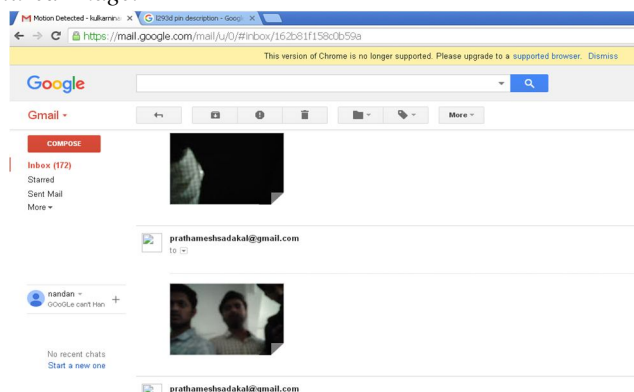 Motion Detected - kulkarnina
l293d pin description - Googl
https://mail.google.com/mail/u/0/#inbox/162b81f158c0b59a
This version of Chrome is no longer supported. Please upgrade to a supported browser. Dismiss
Google
Gmail
More
COMPOSE
Inbox (172)
Starred
Sent Mail
More
prathameshsadakal@gmail.com
to
nandan
GOoGLe can't Han
No recent chats
Start a new one
prathameshsadakal@gmail.com